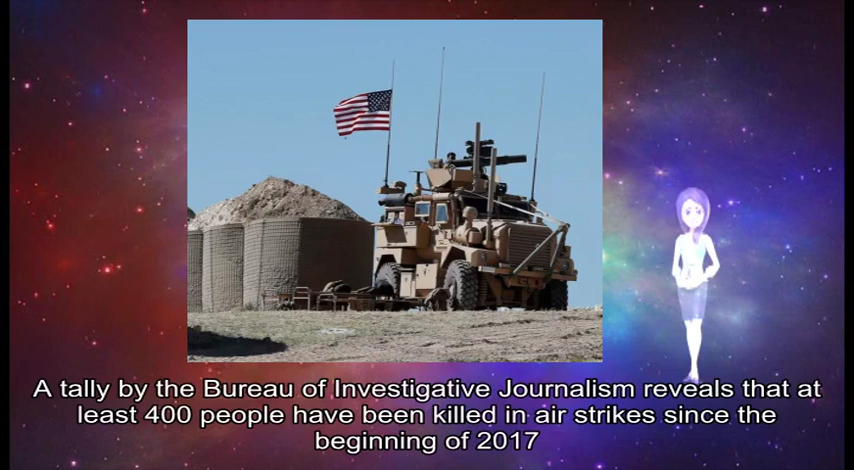 A tally by the Bureau of Investigative Journalism reveals that at
least 400 people have been killed in air strikes since the
beginning of 2017